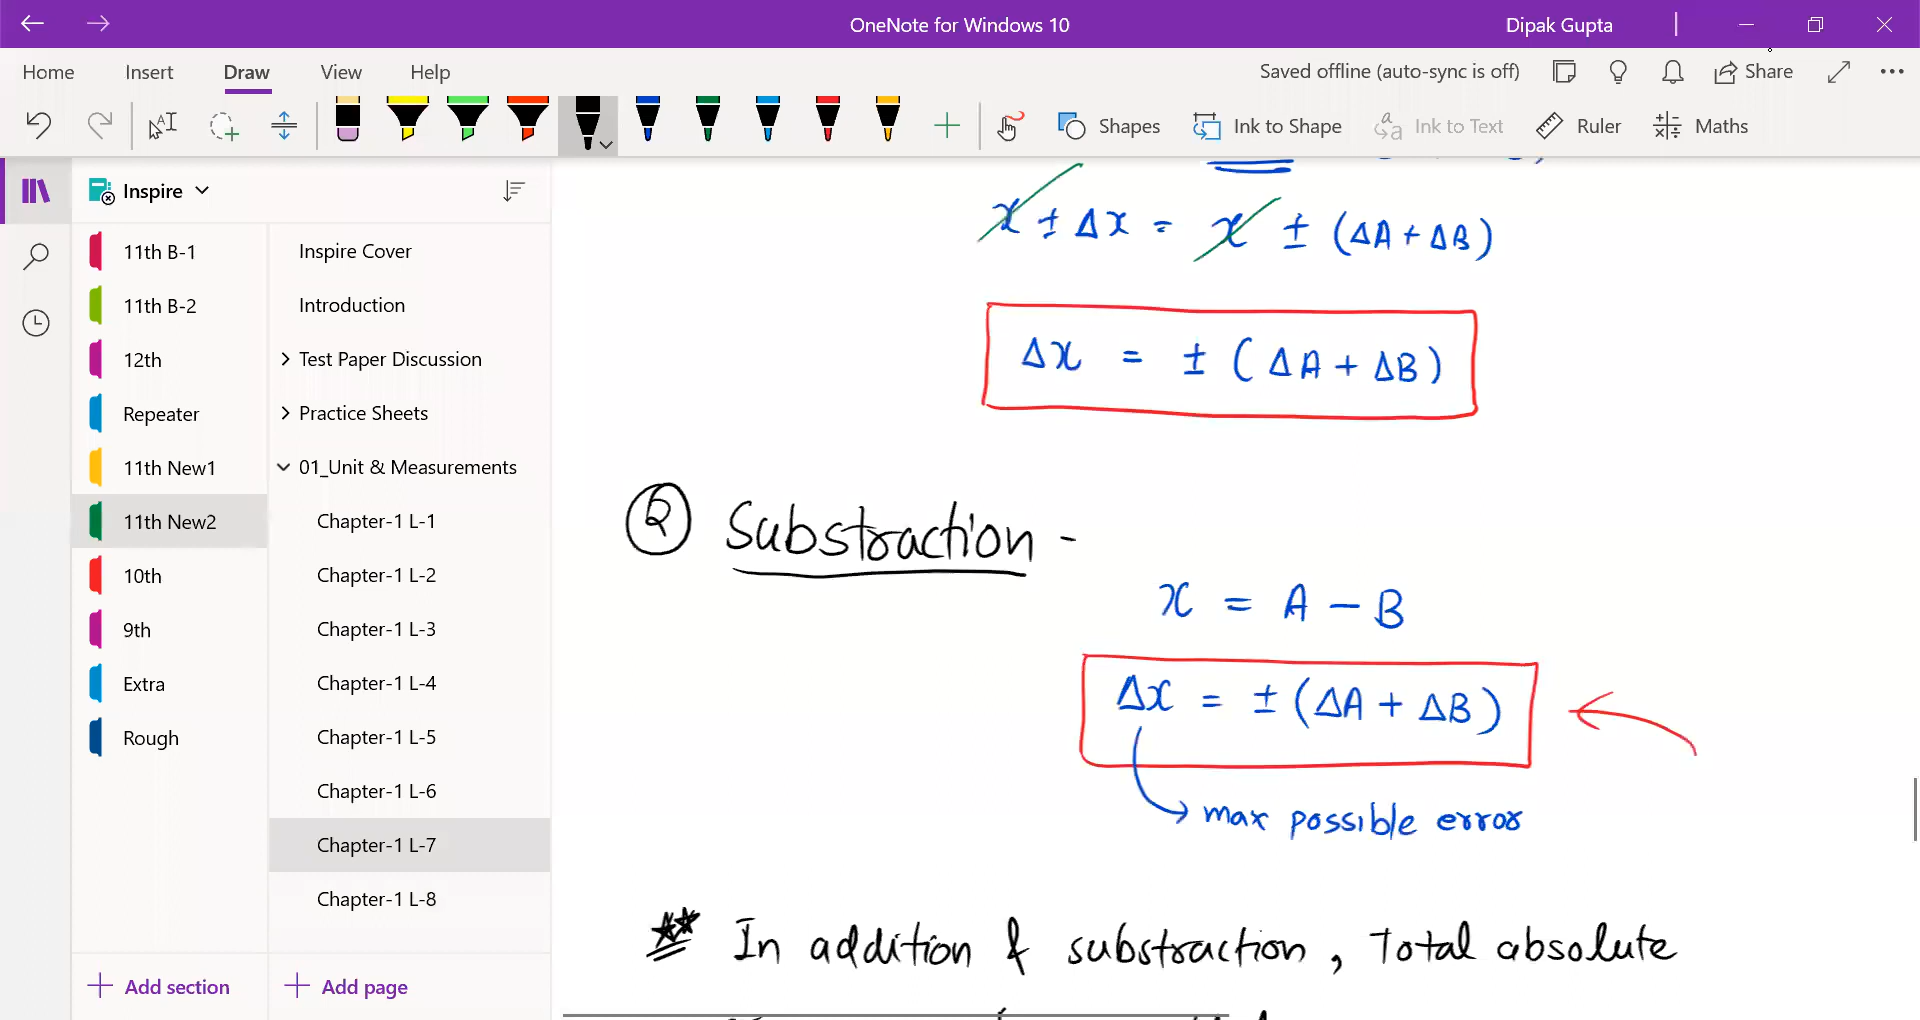 OneNote for Windows 10
Dipak Gupta
Home Insert Draw View Help
Saved offline (auto-sync is off)
Share
Shapes
Ink to Shape
Ink to Text
Ruler
Maths
Inspire
11th B-1
11th B-2
12th
Repeater
11th New1
11th New2
10th
9th
Extra
Rough
Add section
Inspire Cover
Introduction
Test Paper Discussion
Practice Sheets
01_Unit & Measurements
Chapter-1 L-1
Chapter-1 L-2
Chapter-1 L-3
Chapter-1 L-4
Chapter-1 L-5
Chapter-1 L-6
Chapter-1 L-7
Chapter-1 L-8
Add page
x ± Δx = x ± (ΔA + ΔB)
Δx = ± (ΔA + ΔB)
② Substraction -
x = A - B
Δx = ± (ΔA + ΔB)
→ max possible error
** In addition & substraction, Total absolute